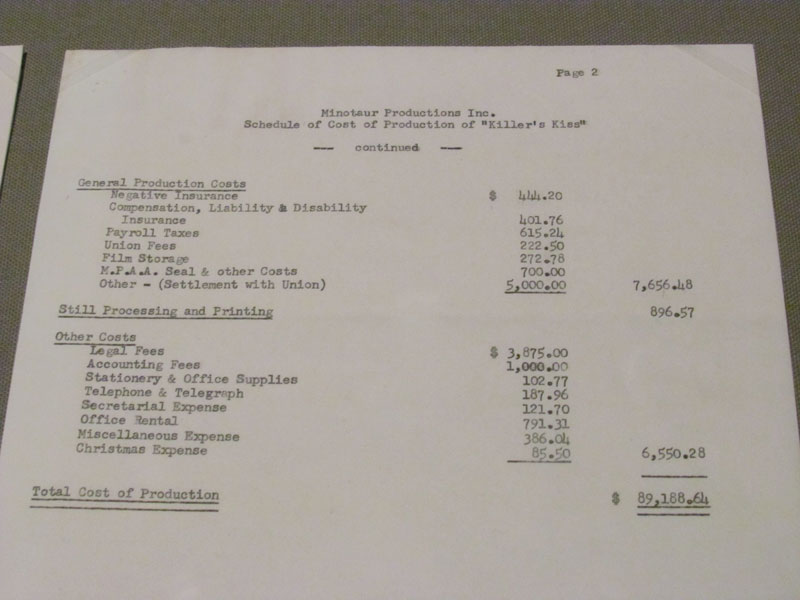 Page 2
Minotaur Productions Inc.
Schedule of Cost of Production of "Killer's Kiss"
--- continued ---
General Production Costs
Negative Insurance $ 444.20
Compensation, Liability & Disability
Insurance 401.76
Payroll Taxes 615.24
Union Fees 222.50
Film Storage 272.78
M.P.A.A. Seal & other Costs 700.00
Other - (Settlement with Union) 5,000.00 7,656.48
Still Processing and Printing 896.57
Other Costs
Legal Fees $ 3,875.00
Accounting Fees 1,000.00
Stationery & Office Supplies 102.77
Telephone & Telegraph 187.96
Secretarial Expense 121.70
Office Rental 791.31
Miscellaneous Expense 386.04
Christmas Expense 85.50 6,550.28
Total Cost of Production $ 89,188.64